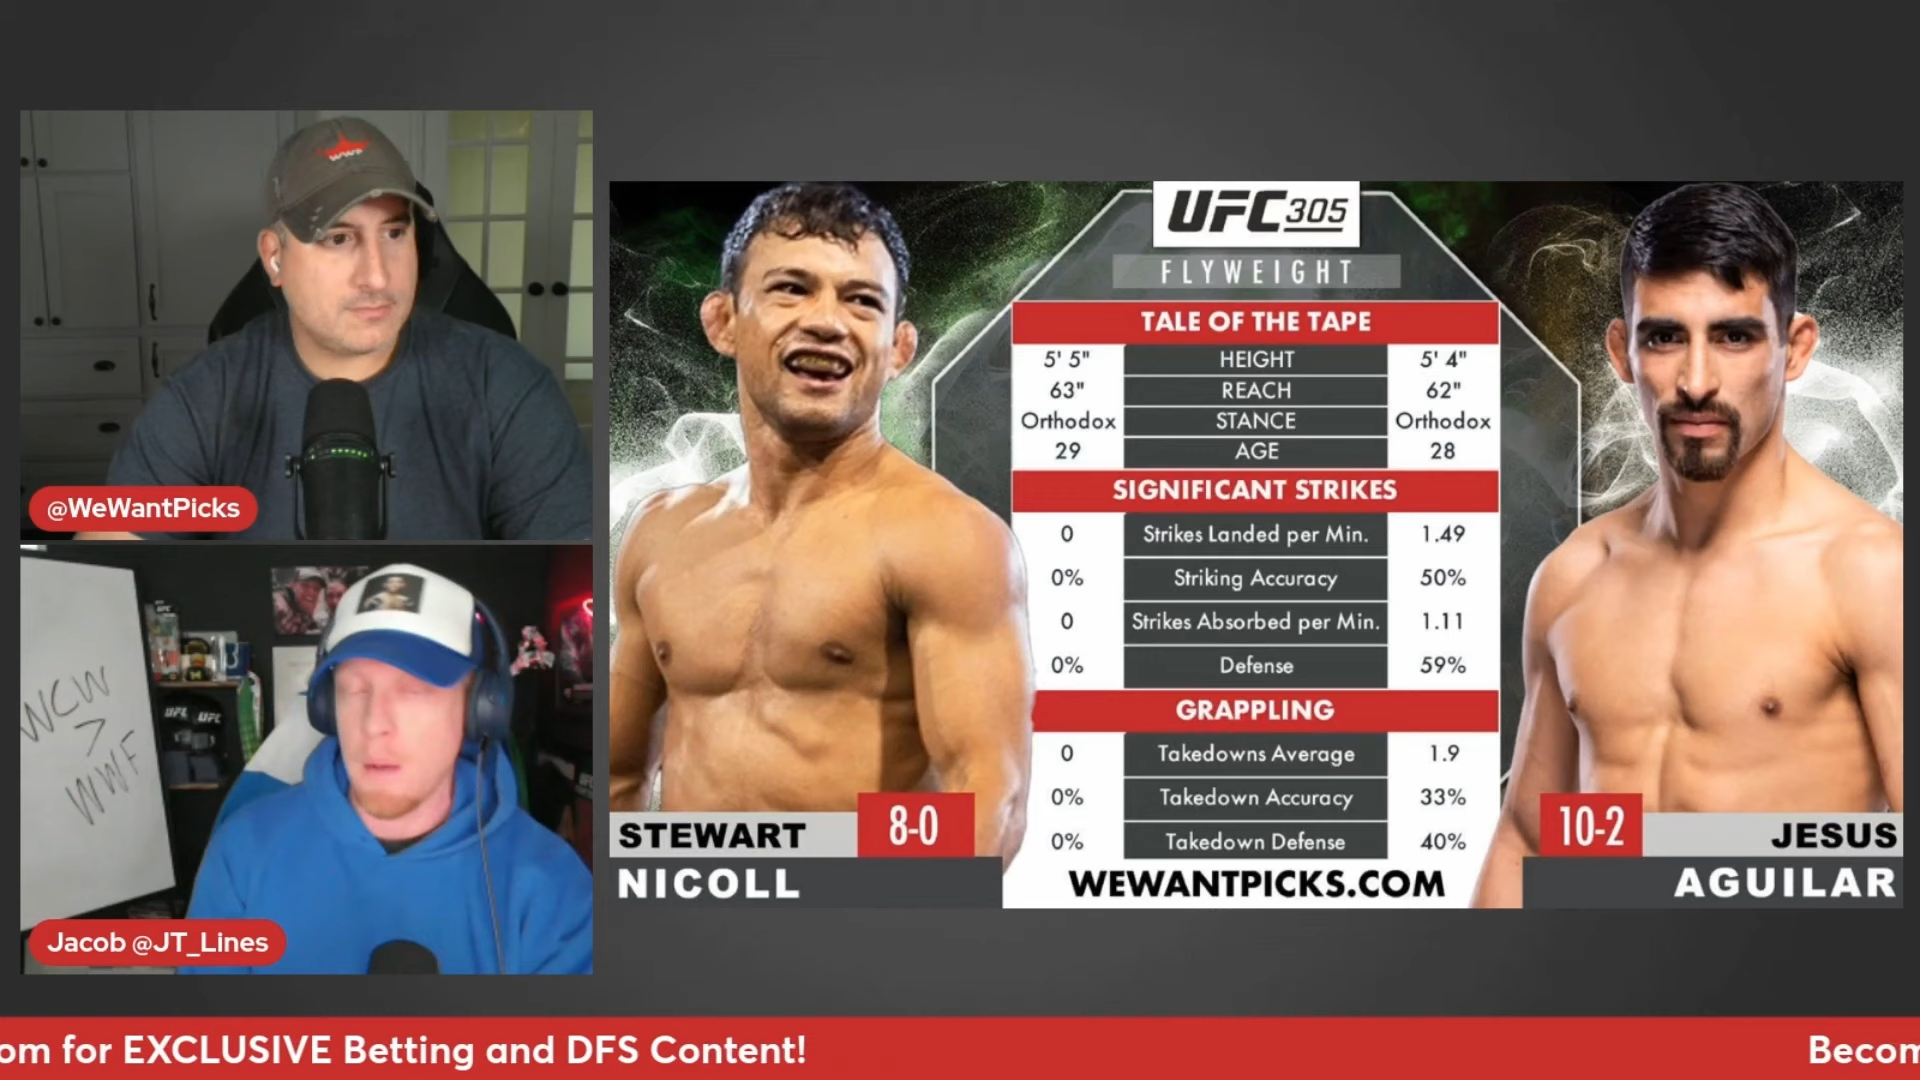 WWP
@WeWantPicks
WCW
>
WWF
UFC UFC
Jacob @JT_Lines
UFC 305
FLYWEIGHT
TALE OF THE TAPE
5' 5" HEIGHT 5' 4"
63" REACH 62"
Orthodox STANCE Orthodox
29 AGE 28
SIGNIFICANT STRIKES
0 Strikes Landed per Min. 1.49
0% Striking Accuracy 50%
0 Strikes Absorbed per Min. 1.11
0% Defense 59%
GRAPPLING
0 Takedowns Average 1.9
0% Takedown Accuracy 33%
0% Takedown Defense 40%
STEWART 8-0
NICOLL
WEWANTPICKS.COM
10-2 JESUS
AGUILAR
om for EXCLUSIVE Betting and DFS Content! Becom